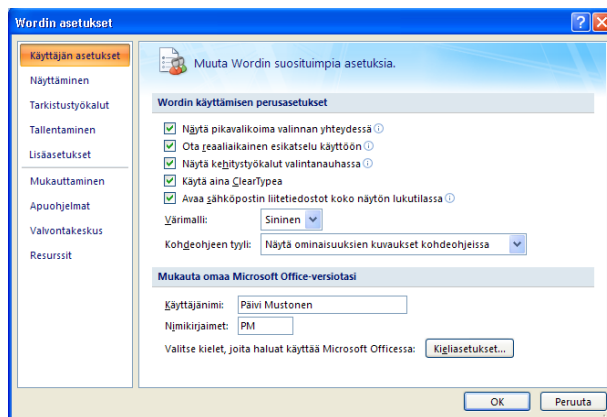 Wordin asetukset
Käyttäjän asetukset
Näyttäminen
Tarkistustyökalut
Tallentaminen
Lisäasetukset
Mukauttaminen
Apuohjelmat
Valvontakeskus
Resurssit
Muuta Wordin suosituimpia asetuksia.
Wordin käyttämisen perusasetukset
Näytä pikavalikoima valinnan yhteydessä
Ota reaaliaikainen esikatselu käyttöön
Näytä kehitystyökalut valintanauhassa
Käytä aina ClearTypea
Avaa sähköpostin liitetiedostot koko näytön lukutilassa
Värimalli: Sininen
Kohdeohjeen tyyli: Näytä ominaisuuksien kuvaukset kohdeohjeissa
Mukauta omaa Microsoft Office-versiotasi
Käyttäjänimi: Päivi Mustonen
Nimikirjaimet: PM
Valitse kielet, joita haluat käyttää Microsoft Officessa: Kieliasetukset...
OK Peruuta